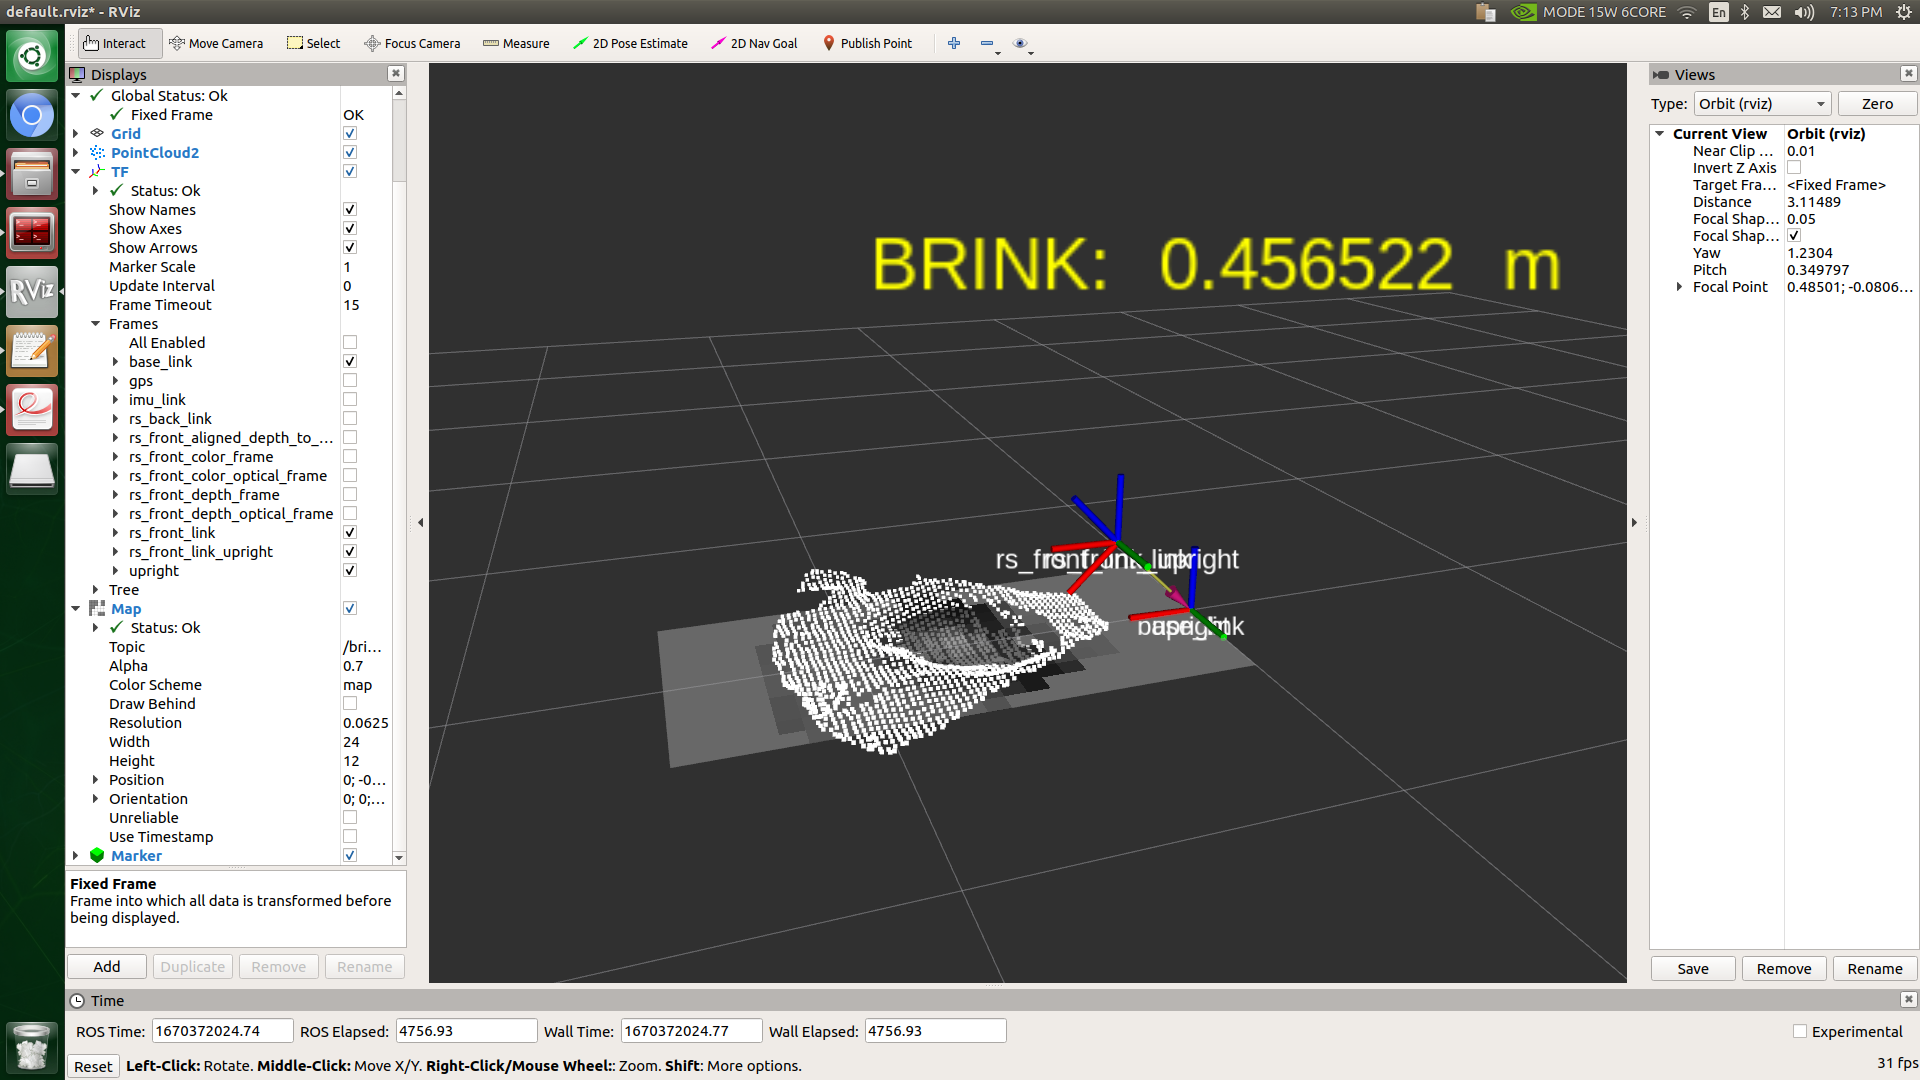 default.rviz* - RViz
MODE 15W 6CORE
En
7:13 PM
Interact
Move Camera
Select
Focus Camera
Measure
2D Pose Estimate
2D Nav Goal
Publish Point
Displays
Global Status: Ok
Fixed Frame OK
Grid
PointCloud2
TF
Status: Ok
Show Names
Show Axes
Show Arrows
Marker Scale 1
Update Interval 0
Frame Timeout 15
Frames
All Enabled
base_link
gps
imu_link
rs_back_link
rs_front_aligned_depth_to_...
rs_front_color_frame
rs_front_color_optical_frame
rs_front_depth_frame
rs_front_depth_optical_frame
rs_front_link
rs_front_link_upright
upright
Tree
Map
Status: Ok
Topic /bri...
Alpha 0.7
Color Scheme map
Draw Behind
Resolution 0.0625
Width 24
Height 12
Position 0; -0...
Orientation 0; 0;...
Unreliable
Use Timestamp
Marker
Fixed Frame
Frame into which all data is transformed before
being displayed.
Add Duplicate Remove Rename
BRINK: 0.456522 m
Views
Type: Orbit (rviz) Zero
Current View Orbit (rviz)
Near Clip ... 0.01
Invert Z Axis
Target Fra... <Fixed Frame>
Distance 3.11489
Focal Shap... 0.05
Focal Shap...
Yaw 1.2304
Pitch 0.349797
Focal Point 0.48501; -0.0806...
Save Remove Rename
Time
ROS Time: 1670372024.74 ROS Elapsed: 4756.93 Wall Time: 1670372024.77 Wall Elapsed: 4756.93 Experimental
Reset Left-Click: Rotate. Middle-Click: Move X/Y. Right-Click/Mouse Wheel:: Zoom. Shift: More options. 31 fps
RViz